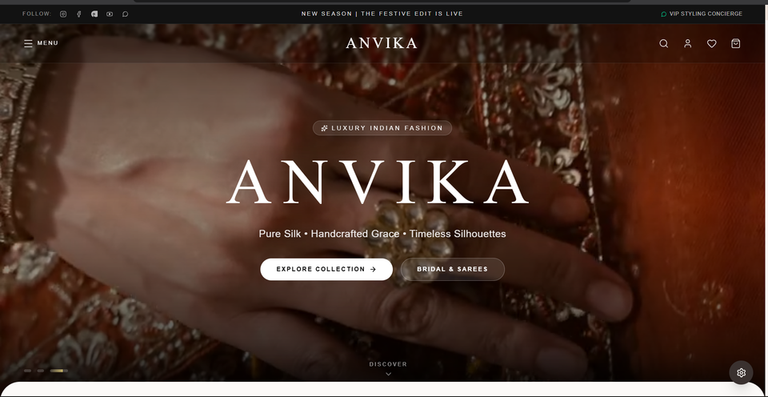 FOLLOW:
NEW SEASON | THE FESTIVE EDIT IS LIVE
VIP STYLING CONCIERGE
MENU
ANVIKA
LUXURY INDIAN FASHION
ANVIKA
Pure Silk • Handcrafted Grace • Timeless Silhouettes
EXPLORE COLLECTION →
BRIDAL & SAREES
DISCOVER